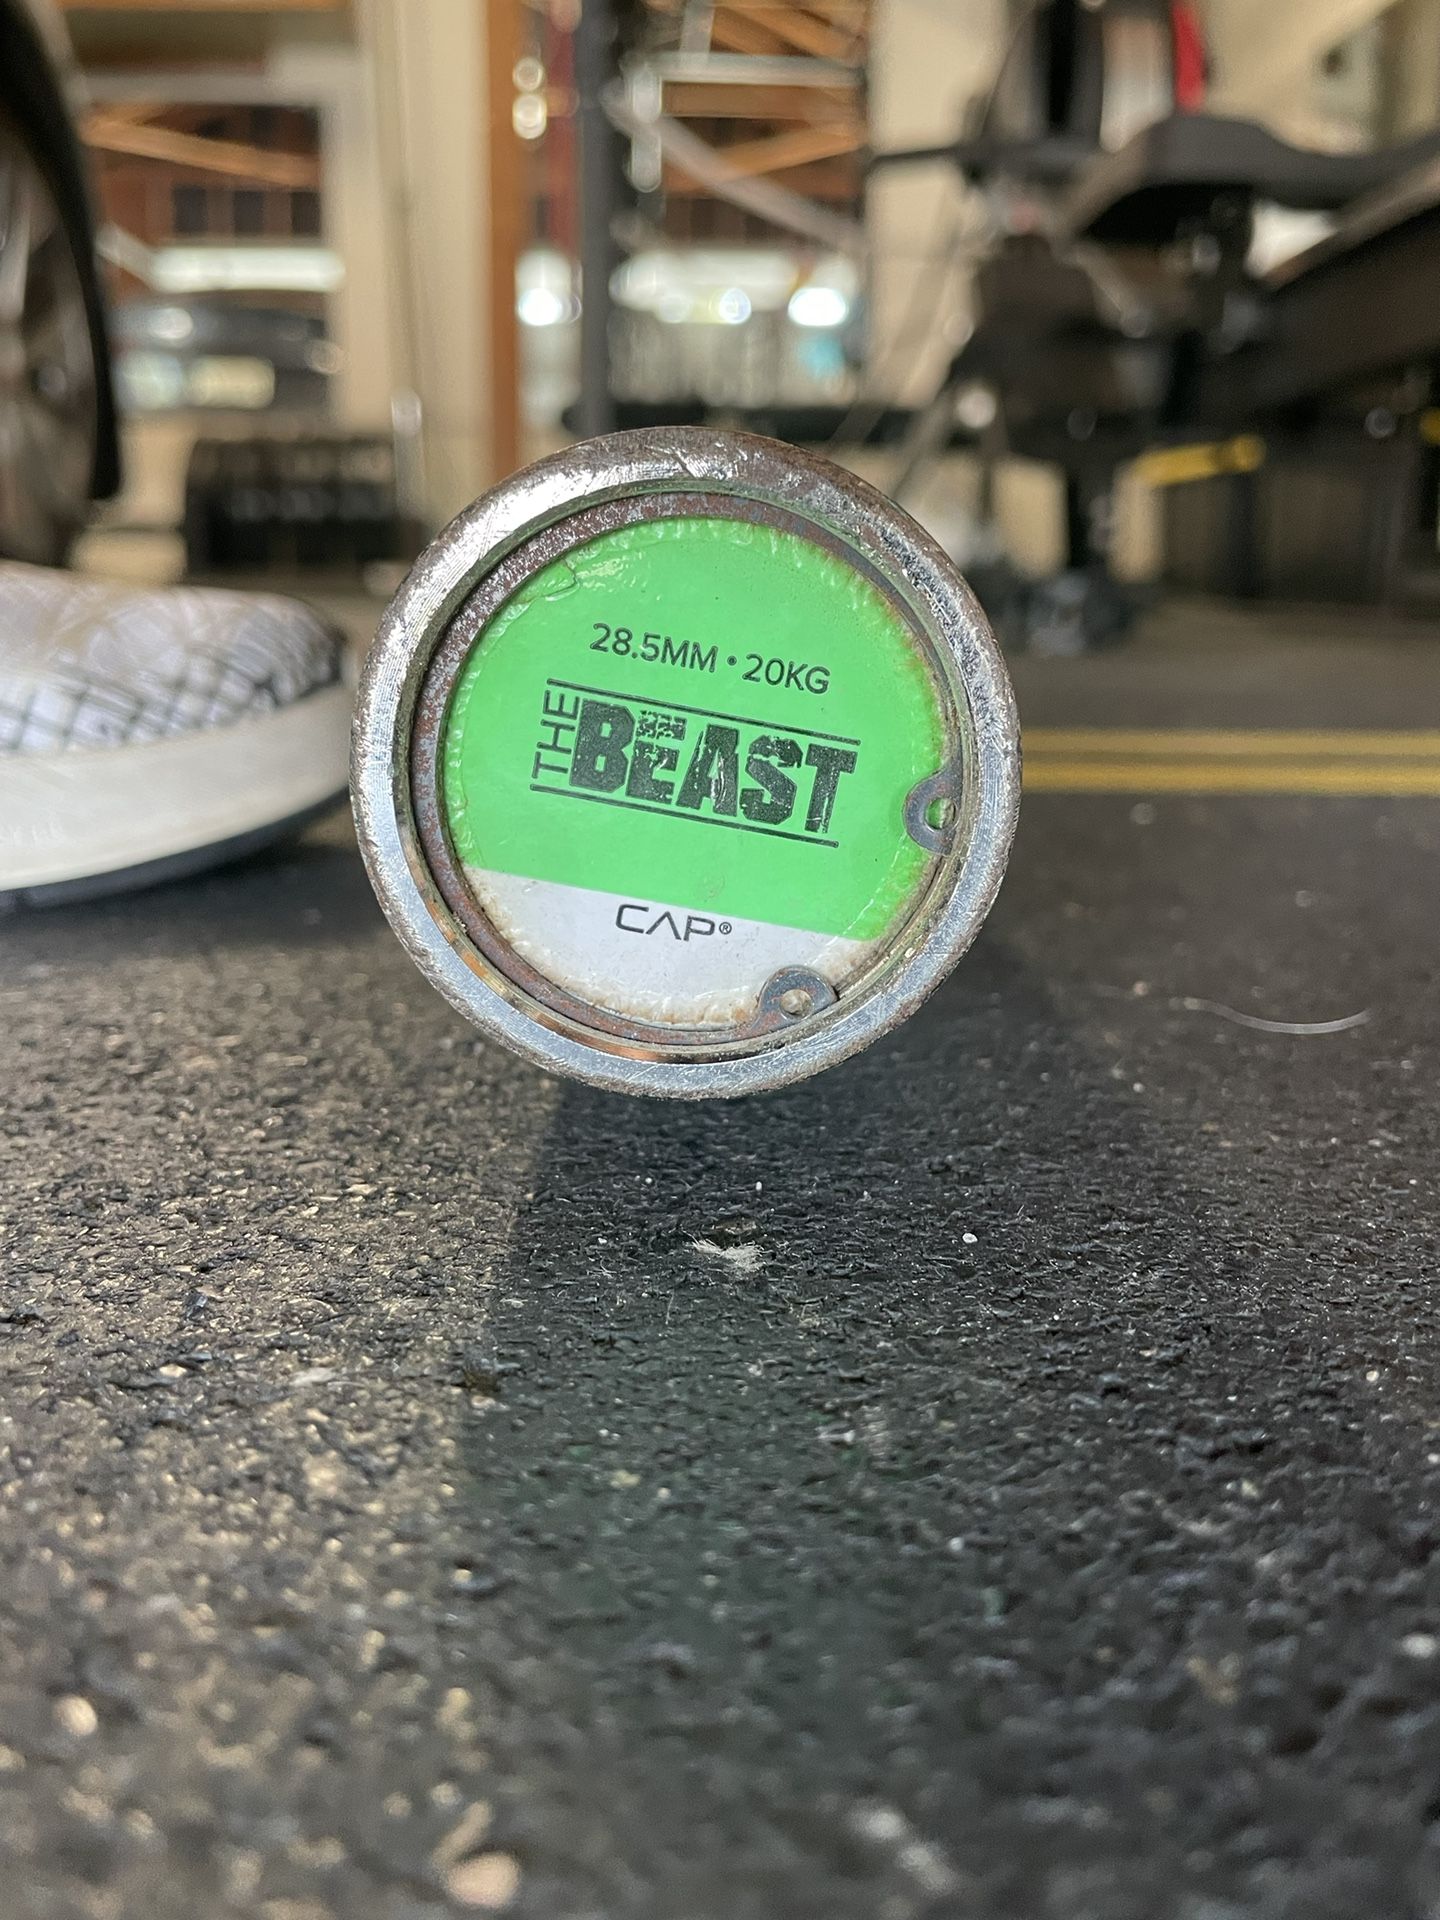 28.5MM • 20KG
THE BEAST
CAP®